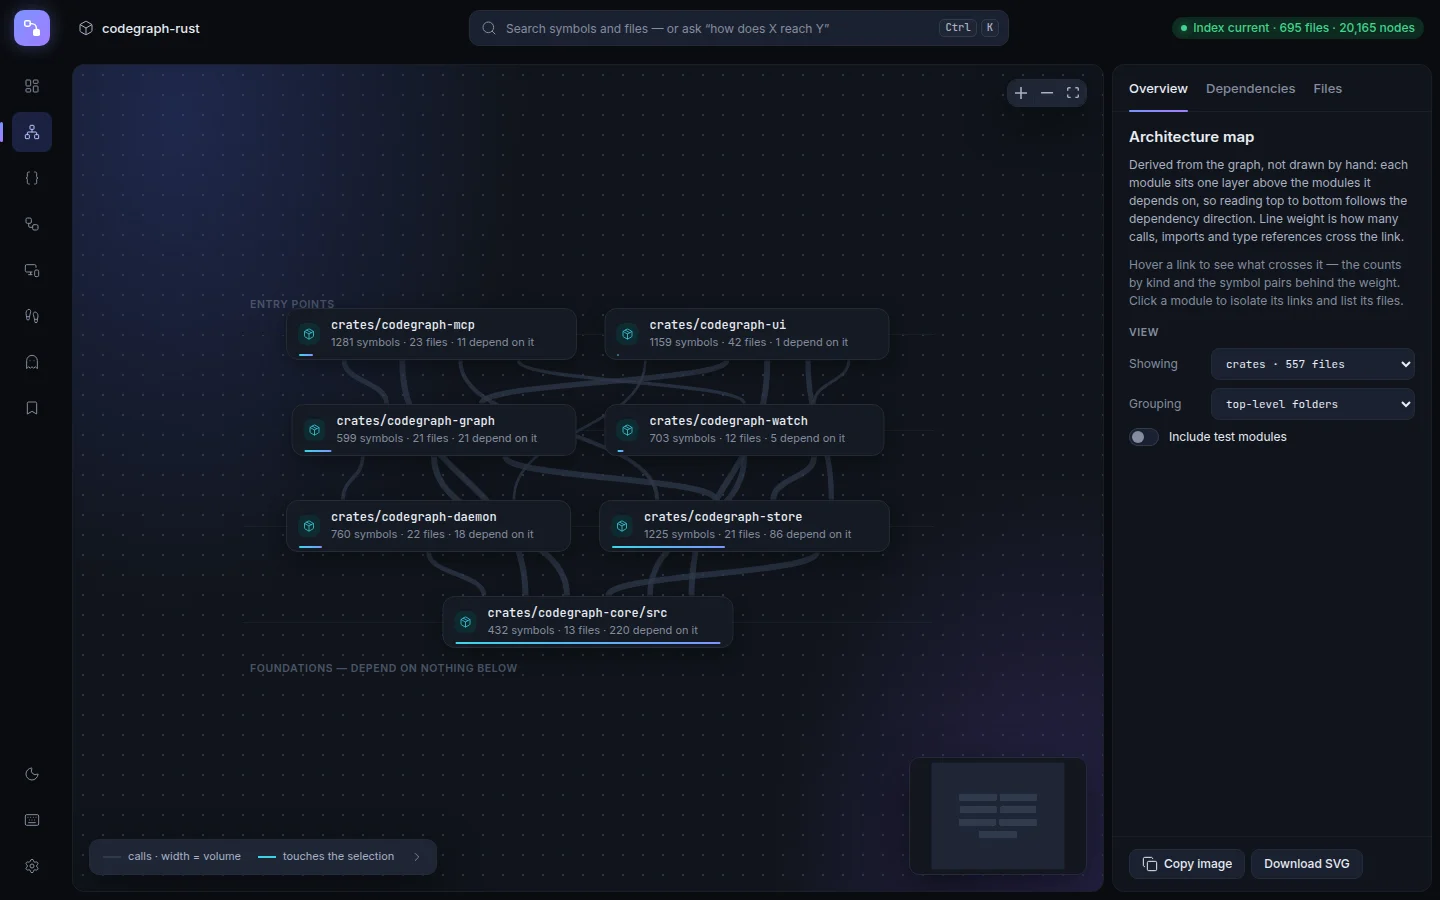 codegraph-rust
Search symbols and files — or ask “how does X reach Y”
Ctrl K
Index current · 695 files · 20,165 nodes
ENTRY POINTS
crates/codegraph-mcp
1281 symbols · 23 files · 11 depend on it
crates/codegraph-ui
1159 symbols · 42 files · 1 depend on it
crates/codegraph-graph
599 symbols · 21 files · 21 depend on it
crates/codegraph-watch
703 symbols · 12 files · 5 depend on it
crates/codegraph-daemon
760 symbols · 22 files · 18 depend on it
crates/codegraph-store
1225 symbols · 21 files · 86 depend on it
crates/codegraph-core/src
432 symbols · 13 files · 220 depend on it
FOUNDATIONS — DEPEND ON NOTHING BELOW
calls · width = volume
touches the selection
Overview
Dependencies
Files
Architecture map
Derived from the graph, not drawn by hand: each
module sits one layer above the modules it
depends on, so reading top to bottom follows the
dependency direction. Line weight is how many
calls, imports and type references cross the link.
Hover a link to see what crosses it — the counts
by kind and the symbol pairs behind the weight.
Click a module to isolate its links and list its files.
VIEW
Showing
crates · 557 files
Grouping
top-level folders
Include test modules
Copy image
Download SVG